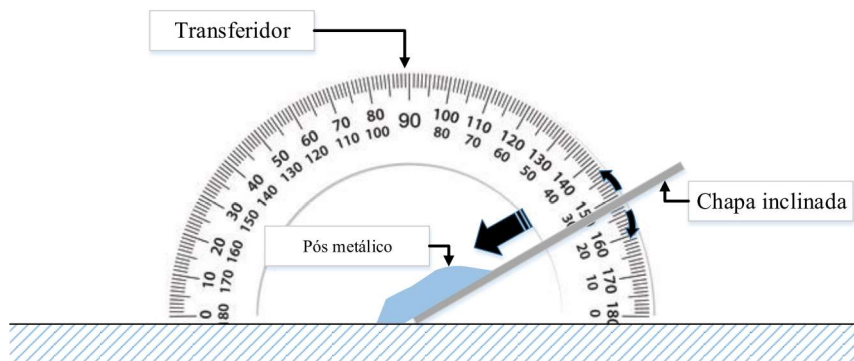 Transferidor
Chapa inclinada
Pós metálico
0 10 20 30 40 50 60 70 80 90 100 110 120 130 140 15 160 170 180
180 170 160 150 140 130 120 110 100 80 70 60 50 40 3 20 10 0